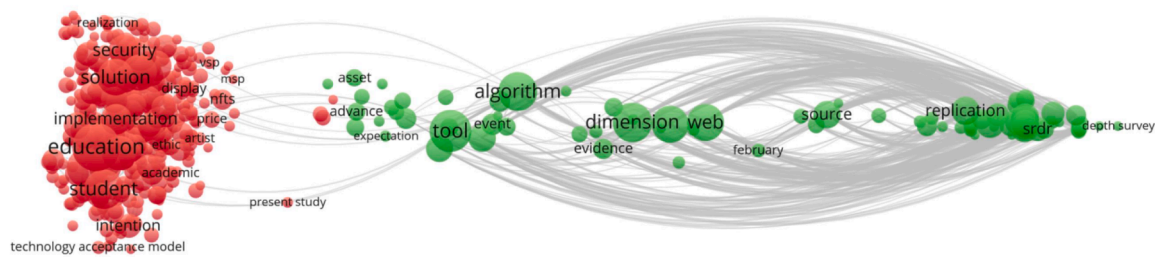 realization
security
vsp
solution
msp
display
nfts
implementation
price
education
ethic
artist
academic
student
intention
technology acceptance model
present study
asset
advance
expectation
algorithm
tool
event
dimension
web
evidence
february
source
replication
srdr
depth survey